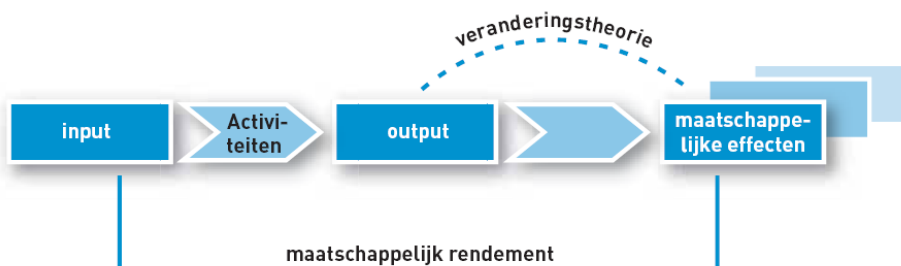 veranderingstheorie
input
Activi-
teiten
output
maatschappe-
lijke effecten
maatschappelijk rendement